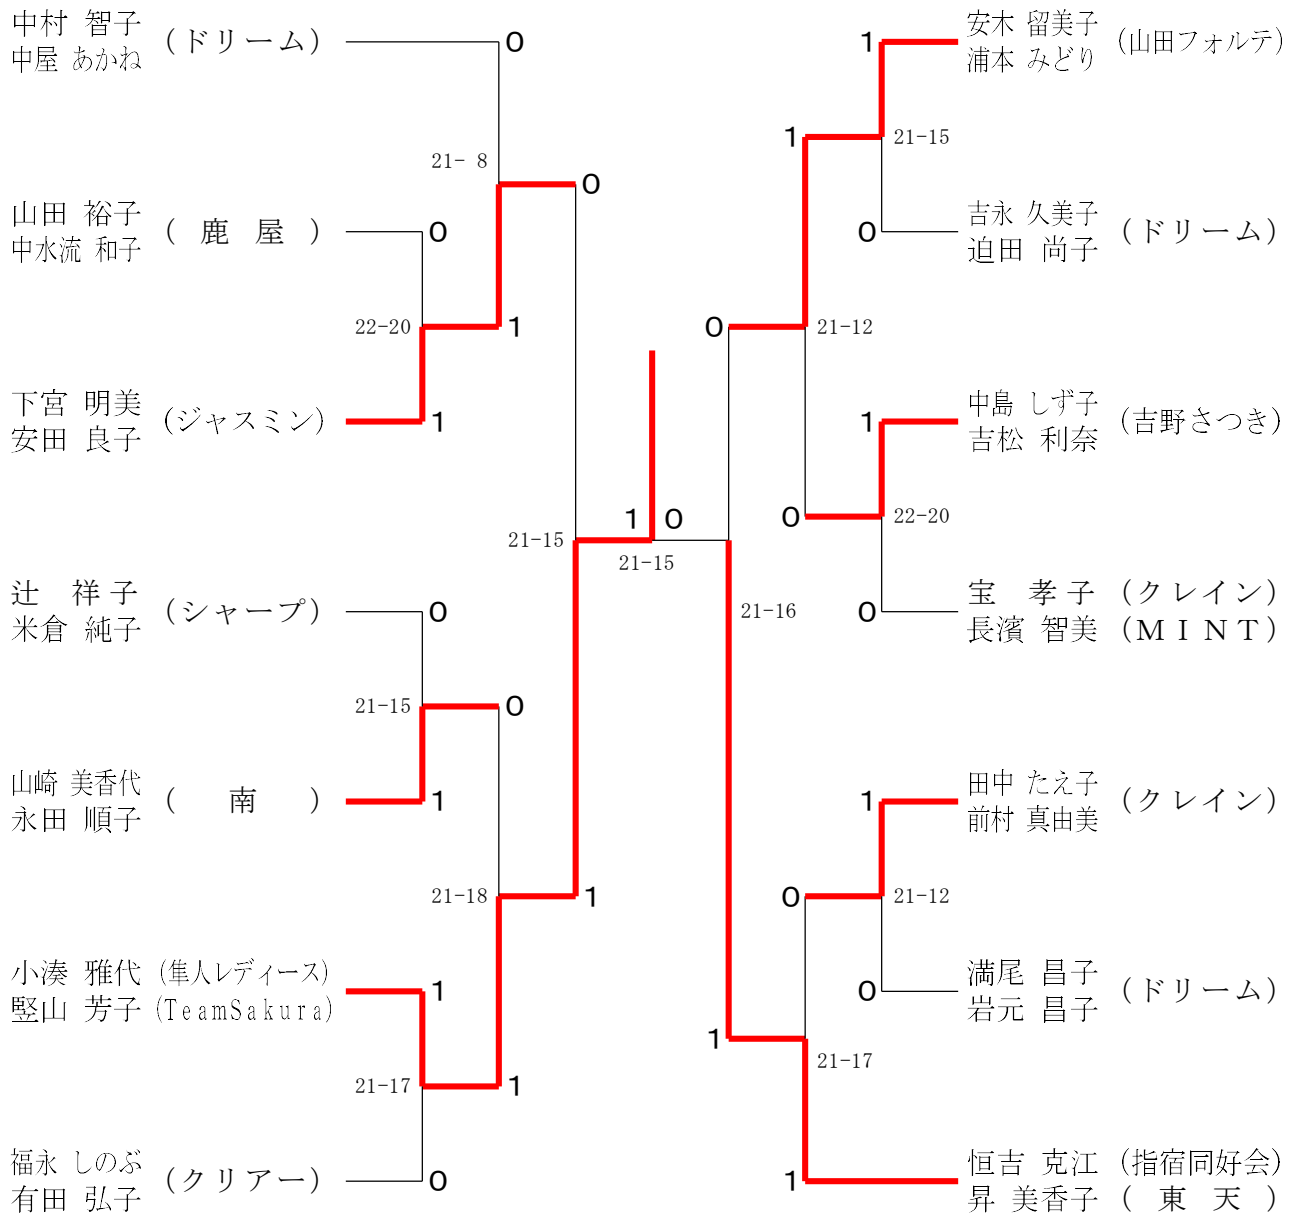 中村 智子 (ドリーム) 0
中屋 あかね
21- 8
0
山田 裕子 ( 鹿 屋 ) 0
中水流 和子
22-20 1
下宮 明美 (ジャスミン) 1
安田 良子
21-15
辻 祥子 (シャープ) 0
米倉 純子
21-15 0
山崎 美香代 ( 南 ) 1
永田 順子
21-18 1
小湊 雅代 (隼人レディース) 1
竪山 芳子 (TeamSakura)
21-17 1
福永 しのぶ (クリアー) 0
有田 弘子
1 0
21-15
1 安木 留美子 (山田フォルテ)
浦本 みどり
1 21-15
0 吉永 久美子 (ドリーム)
迫田 尚子
0 21-12
1 中島 しず子 (吉野さつき)
吉松 利奈
0 22-20
0 宝 孝子 (クレイン)
長濱 智美 (MINT)
21-16
1 田中 たえ子 (クレイン)
前村 真由美
0 21-12
0 満尾 昌子 (ドリーム)
岩元 昌子
1 21-17
1 恒吉 克江 (指宿同好会)
昇 美香子 ( 東 天 )